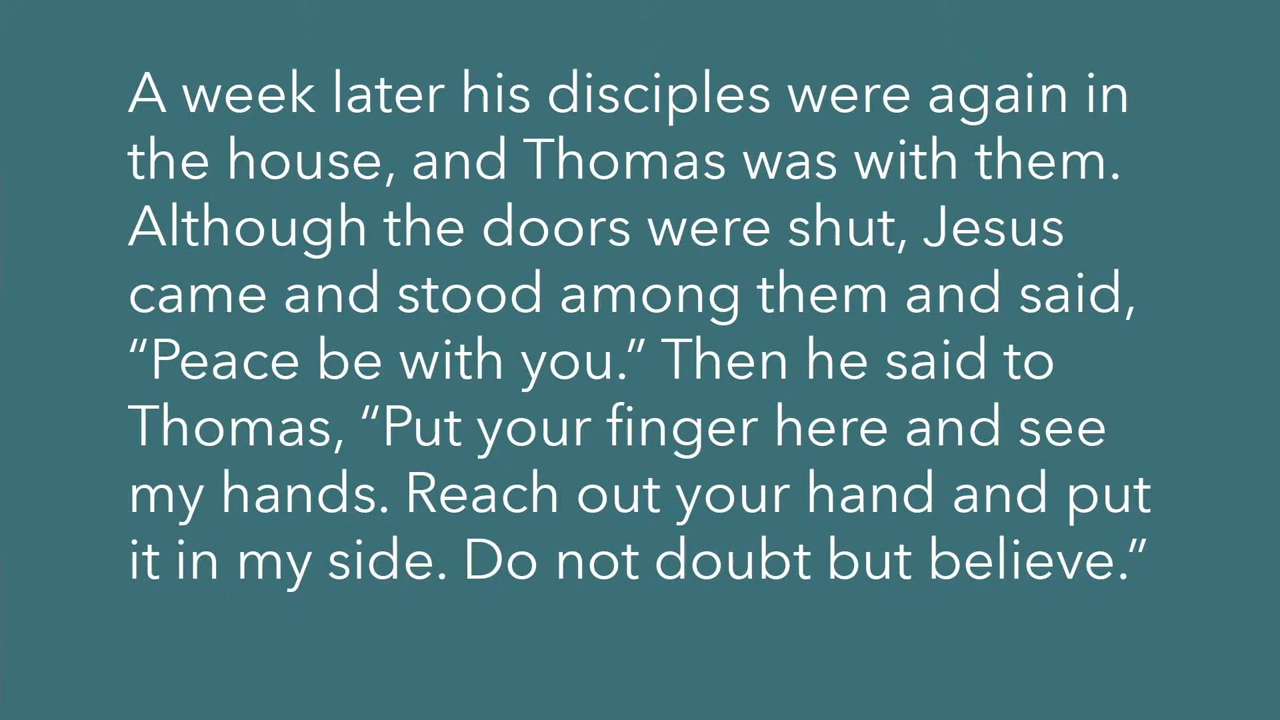 A week later his disciples were again in
the house, and Thomas was with them.
Although the doors were shut, Jesus
came and stood among them and said,
“Peace be with you.” Then he said to
Thomas, “Put your finger here and see
my hands. Reach out your hand and put
it in my side. Do not doubt but believe.”